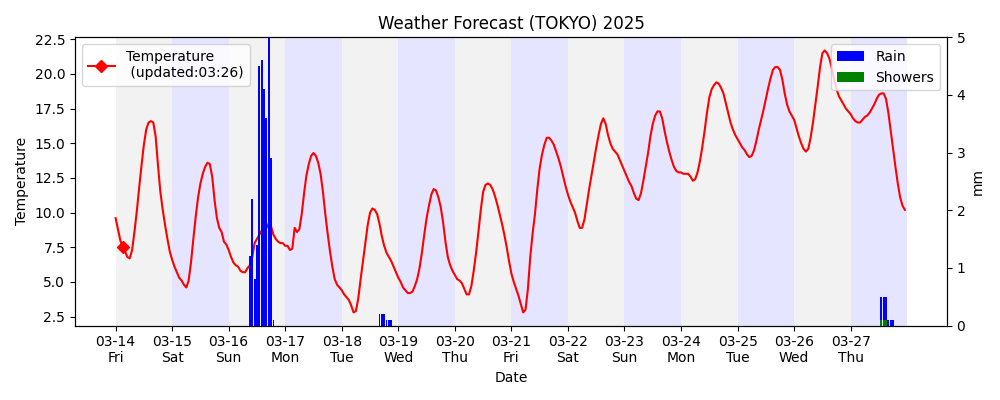 Weather Forecast (TOKYO) 2025
Temperature
(updated:03:26)
Rain
Showers
22.5
20.0
17.5
15.0
12.5
10.0
7.5
5.0
2.5
Temperature
5
4
3
2
1
0
mm
03-14 03-15 03-16 03-17 03-18 03-19 03-20 03-21 03-22 03-23 03-24 03-25 03-26 03-27
Fri Sat Sun Mon Tue Wed Thu Fri Sat Sun Mon Tue Wed Thu
Date